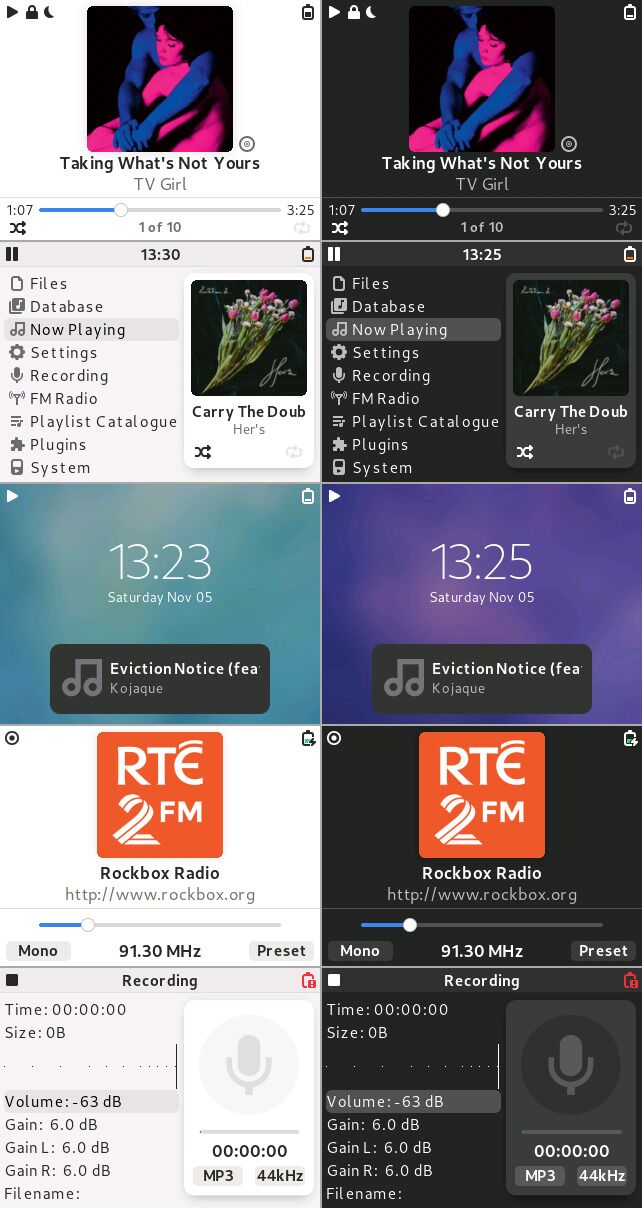 Taking What's Not Yours
TV Girl
1:07
3:25
1 of 10
Taking What's Not Yours
TV Girl
1:07
3:25
1 of 10
13:30
Files
Database
Now Playing
Settings
Recording
FM Radio
Playlist Catalogue
Plugins
System
Hers
Carry The Doub
Her's
13:25
Files
Database
Now Playing
Settings
Recording
FM Radio
Playlist Catalogue
Plugins
System
Hers
Carry The Doub
Her's
13:23
Saturday Nov 05
Eviction Notice (fea
Kojaque
13:25
Saturday Nov 05
Eviction Notice (fea
Kojaque
RTÉ
2FM
Rockbox Radio
http://www.rockbox.org
Mono
91.30 MHz
Preset
RTÉ
2FM
Rockbox Radio
http://www.rockbox.org
Mono
91.30 MHz
Preset
Recording
Time: 00:00:00
Size: 0B
Volume: -63 dB
Gain: 6.0 dB
Gain L: 6.0 dB
Gain R: 6.0 dB
Filename:
00:00:00
MP3
44kHz
Recording
Time: 00:00:00
Size: 0B
Volume: -63 dB
Gain: 6.0 dB
Gain L: 6.0 dB
Gain R: 6.0 dB
Filename:
00:00:00
MP3
44kHz